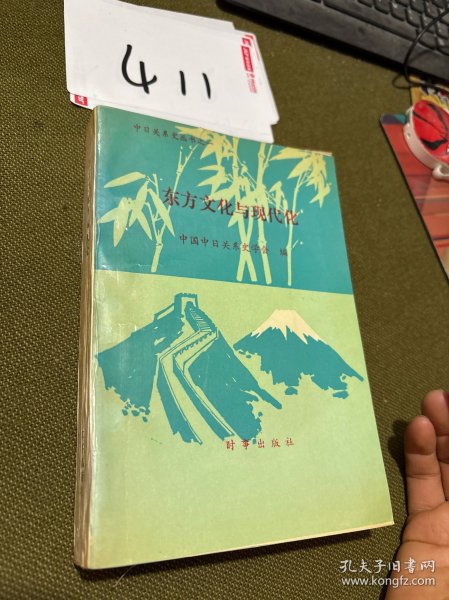 411
中日关系史丛书之
东方文化与现代化
中国中日关系史学会 编
时事出版社
孔夫子旧书网
www.kongfz.com